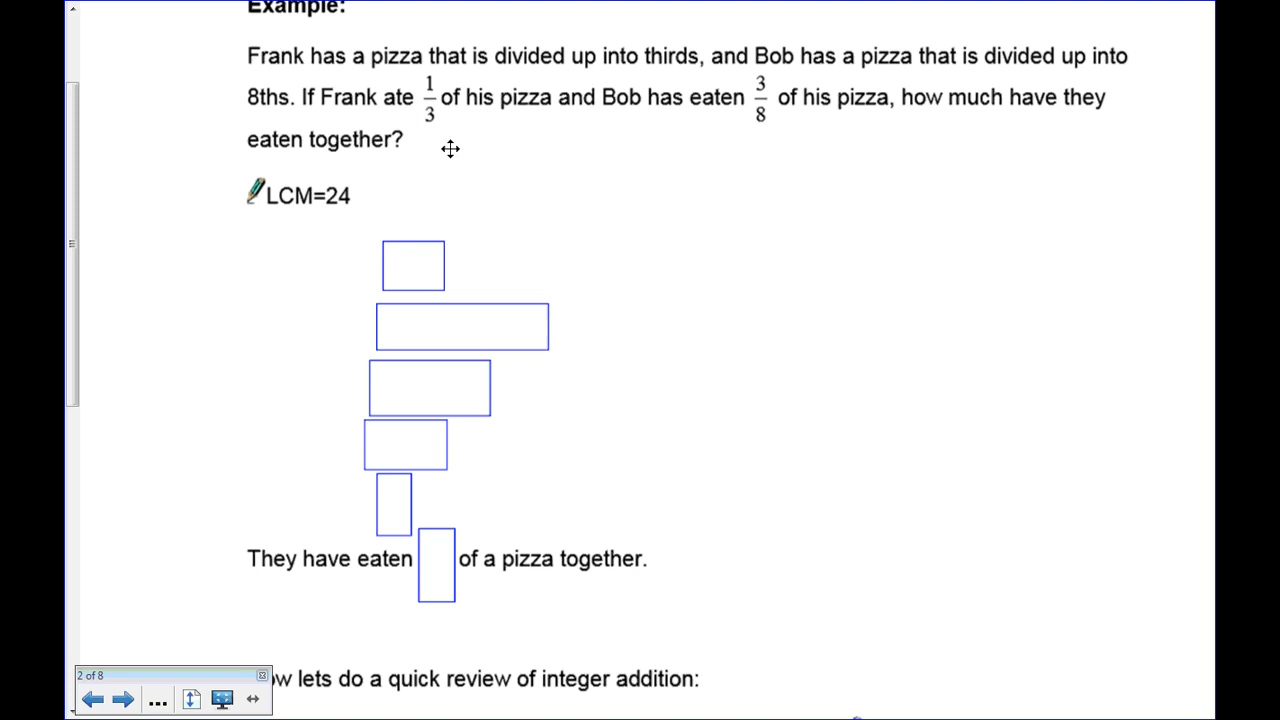 Example:
Frank has a pizza that is divided up into thirds, and Bob has a pizza that is divided up into
8ths. If Frank ate 1/3 of his pizza and Bob has eaten 3/8 of his pizza, how much have they
eaten together?
LCM=24
They have eaten of a pizza together.
lets do a quick review of integer addition:
2 of 8